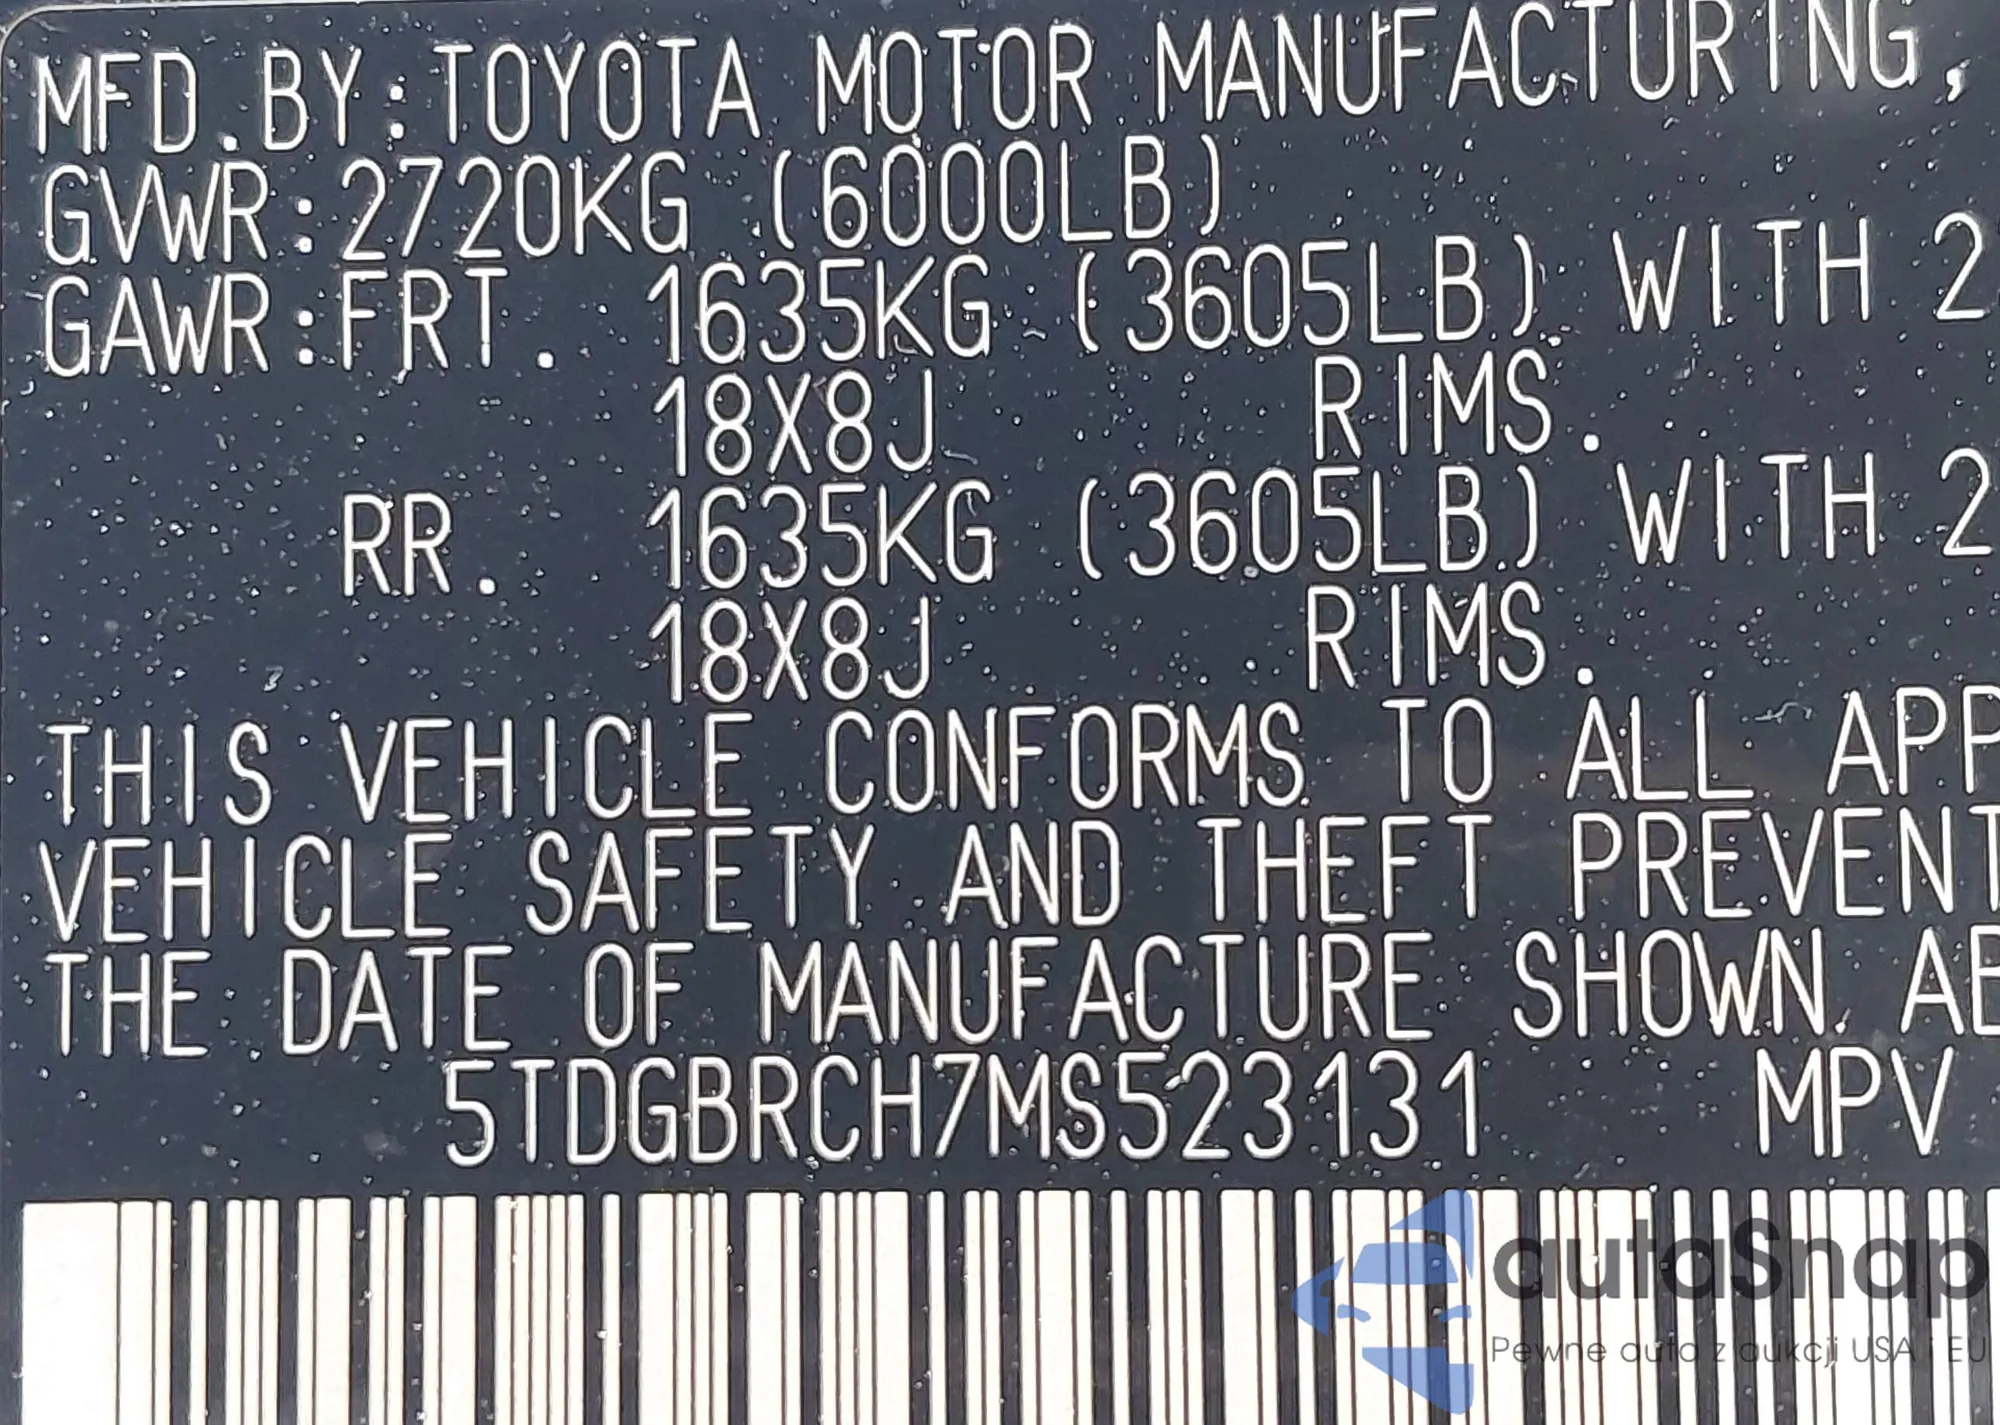 MFD.BY:TOYOTA MOTOR MANUFACTURING,
GVWR:2720KG (6000LB)
GAWR:FRT. 1635KG (3605LB) WITH 2
18X8J RIMS.
RR. 1635KG (3605LB) WITH 2
18X8J RIMS.
THIS VEHICLE CONFORMS TO ALL APP
VEHICLE SAFETY AND THEFT PREVENT
THE DATE OF MANUFACTURE SHOWN AB
5TDGBRCH7MS523131 MPV
autaSnap
Pewne auta z aukcji USA i EU